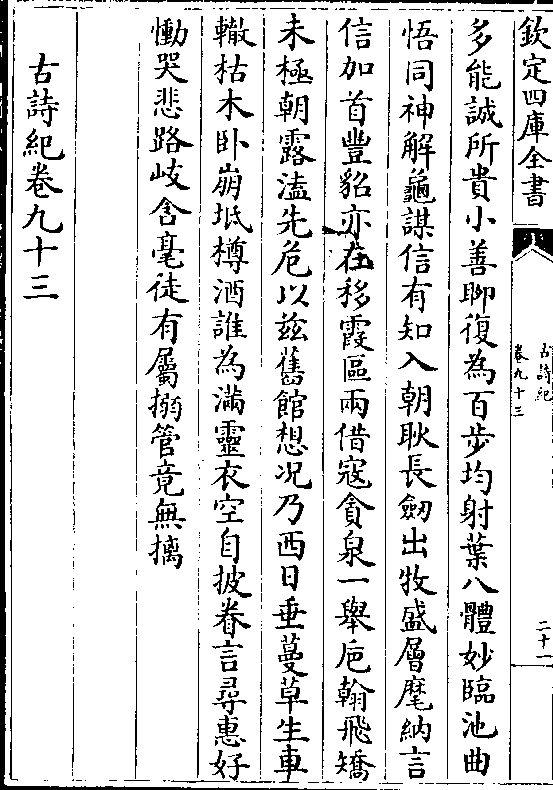 欽定四庫全書
古詩紀
卷九十三
二十一
多能誠所貴小善聊復為百步均射葉八體妙臨池曲
悟同神解龜謀信有知入朝耿長劒出牧盛層麾納言
信加首豐貂亦在移霞區兩借寇貪泉一舉巵翰飛矯
未極朝露溘先危以兹舊館想况乃西日垂蔓草生車
轍枯木卧崩坻樽酒誰為滿靈衣空自披眷言尋惠好
慟哭悲路岐含毫徒有屬搦管竟無摛
古詩紀卷九十三